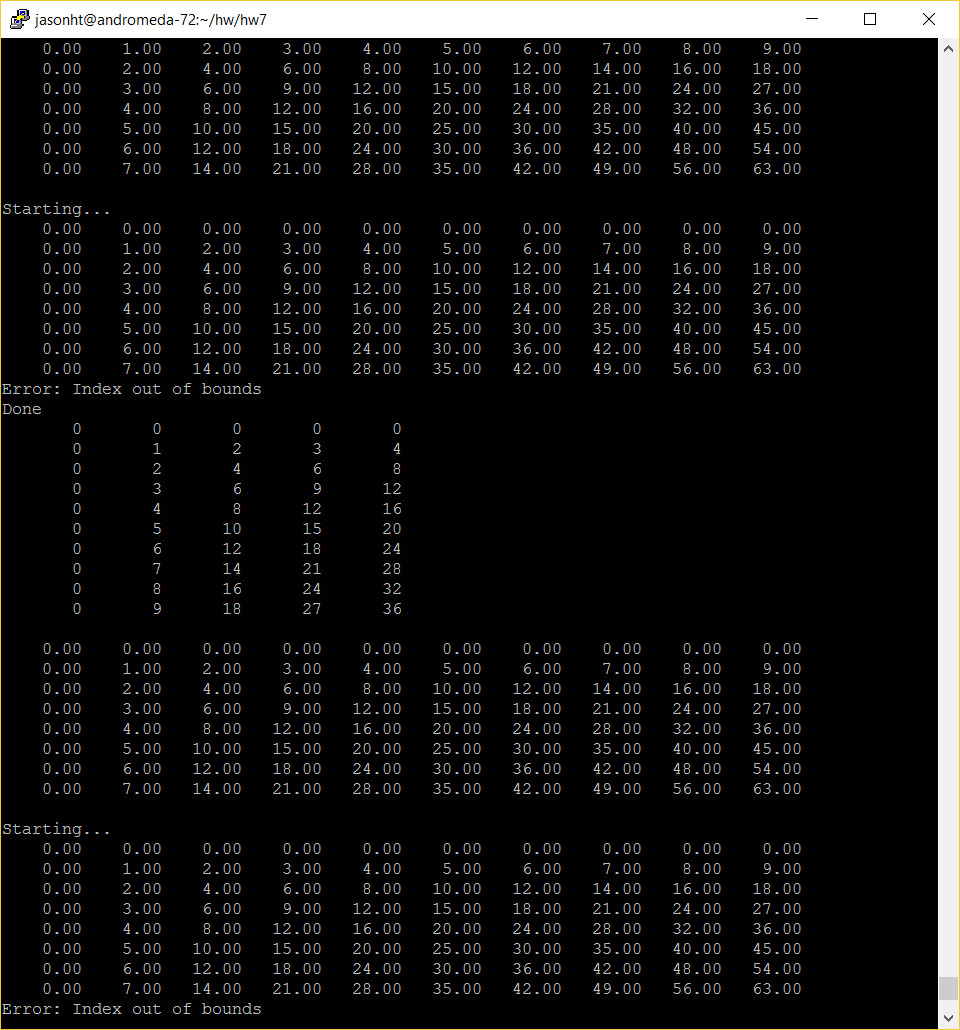 jasonht@andromeda-72:~/hw/hw7
0.00 1.00 2.00 3.00 4.00 5.00 6.00 7.00 8.00 9.00
0.00 2.00 4.00 6.00 8.00 10.00 12.00 14.00 16.00 18.00
0.00 3.00 6.00 9.00 12.00 15.00 18.00 21.00 24.00 27.00
0.00 4.00 8.00 12.00 16.00 20.00 24.00 28.00 32.00 36.00
0.00 5.00 10.00 15.00 20.00 25.00 30.00 35.00 40.00 45.00
0.00 6.00 12.00 18.00 24.00 30.00 36.00 42.00 48.00 54.00
0.00 7.00 14.00 21.00 28.00 35.00 42.00 49.00 56.00 63.00
Starting...
0.00 0.00 0.00 0.00 0.00 0.00 0.00 0.00 0.00 0.00
0.00 1.00 2.00 3.00 4.00 5.00 6.00 7.00 8.00 9.00
0.00 2.00 4.00 6.00 8.00 10.00 12.00 14.00 16.00 18.00
0.00 3.00 6.00 9.00 12.00 15.00 18.00 21.00 24.00 27.00
0.00 4.00 8.00 12.00 16.00 20.00 24.00 28.00 32.00 36.00
0.00 5.00 10.00 15.00 20.00 25.00 30.00 35.00 40.00 45.00
0.00 6.00 12.00 18.00 24.00 30.00 36.00 42.00 48.00 54.00
0.00 7.00 14.00 21.00 28.00 35.00 42.00 49.00 56.00 63.00
Error: Index out of bounds
Done
0 0 0 0 0
0 1 2 3 4
0 2 4 6 8
0 3 6 9 12
0 4 8 12 16
0 5 10 15 20
0 6 12 18 24
0 7 14 21 28
0 8 16 24 32
0 9 18 27 36
0.00 0.00 0.00 0.00 0.00 0.00 0.00 0.00 0.00 0.00
0.00 1.00 2.00 3.00 4.00 5.00 6.00 7.00 8.00 9.00
0.00 2.00 4.00 6.00 8.00 10.00 12.00 14.00 16.00 18.00
0.00 3.00 6.00 9.00 12.00 15.00 18.00 21.00 24.00 27.00
0.00 4.00 8.00 12.00 16.00 20.00 24.00 28.00 32.00 36.00
0.00 5.00 10.00 15.00 20.00 25.00 30.00 35.00 40.00 45.00
0.00 6.00 12.00 18.00 24.00 30.00 36.00 42.00 48.00 54.00
0.00 7.00 14.00 21.00 28.00 35.00 42.00 49.00 56.00 63.00
Starting...
0.00 0.00 0.00 0.00 0.00 0.00 0.00 0.00 0.00 0.00
0.00 1.00 2.00 3.00 4.00 5.00 6.00 7.00 8.00 9.00
0.00 2.00 4.00 6.00 8.00 10.00 12.00 14.00 16.00 18.00
0.00 3.00 6.00 9.00 12.00 15.00 18.00 21.00 24.00 27.00
0.00 4.00 8.00 12.00 16.00 20.00 24.00 28.00 32.00 36.00
0.00 5.00 10.00 15.00 20.00 25.00 30.00 35.00 40.00 45.00
0.00 6.00 12.00 18.00 24.00 30.00 36.00 42.00 48.00 54.00
0.00 7.00 14.00 21.00 28.00 35.00 42.00 49.00 56.00 63.00
Error: Index out of bounds